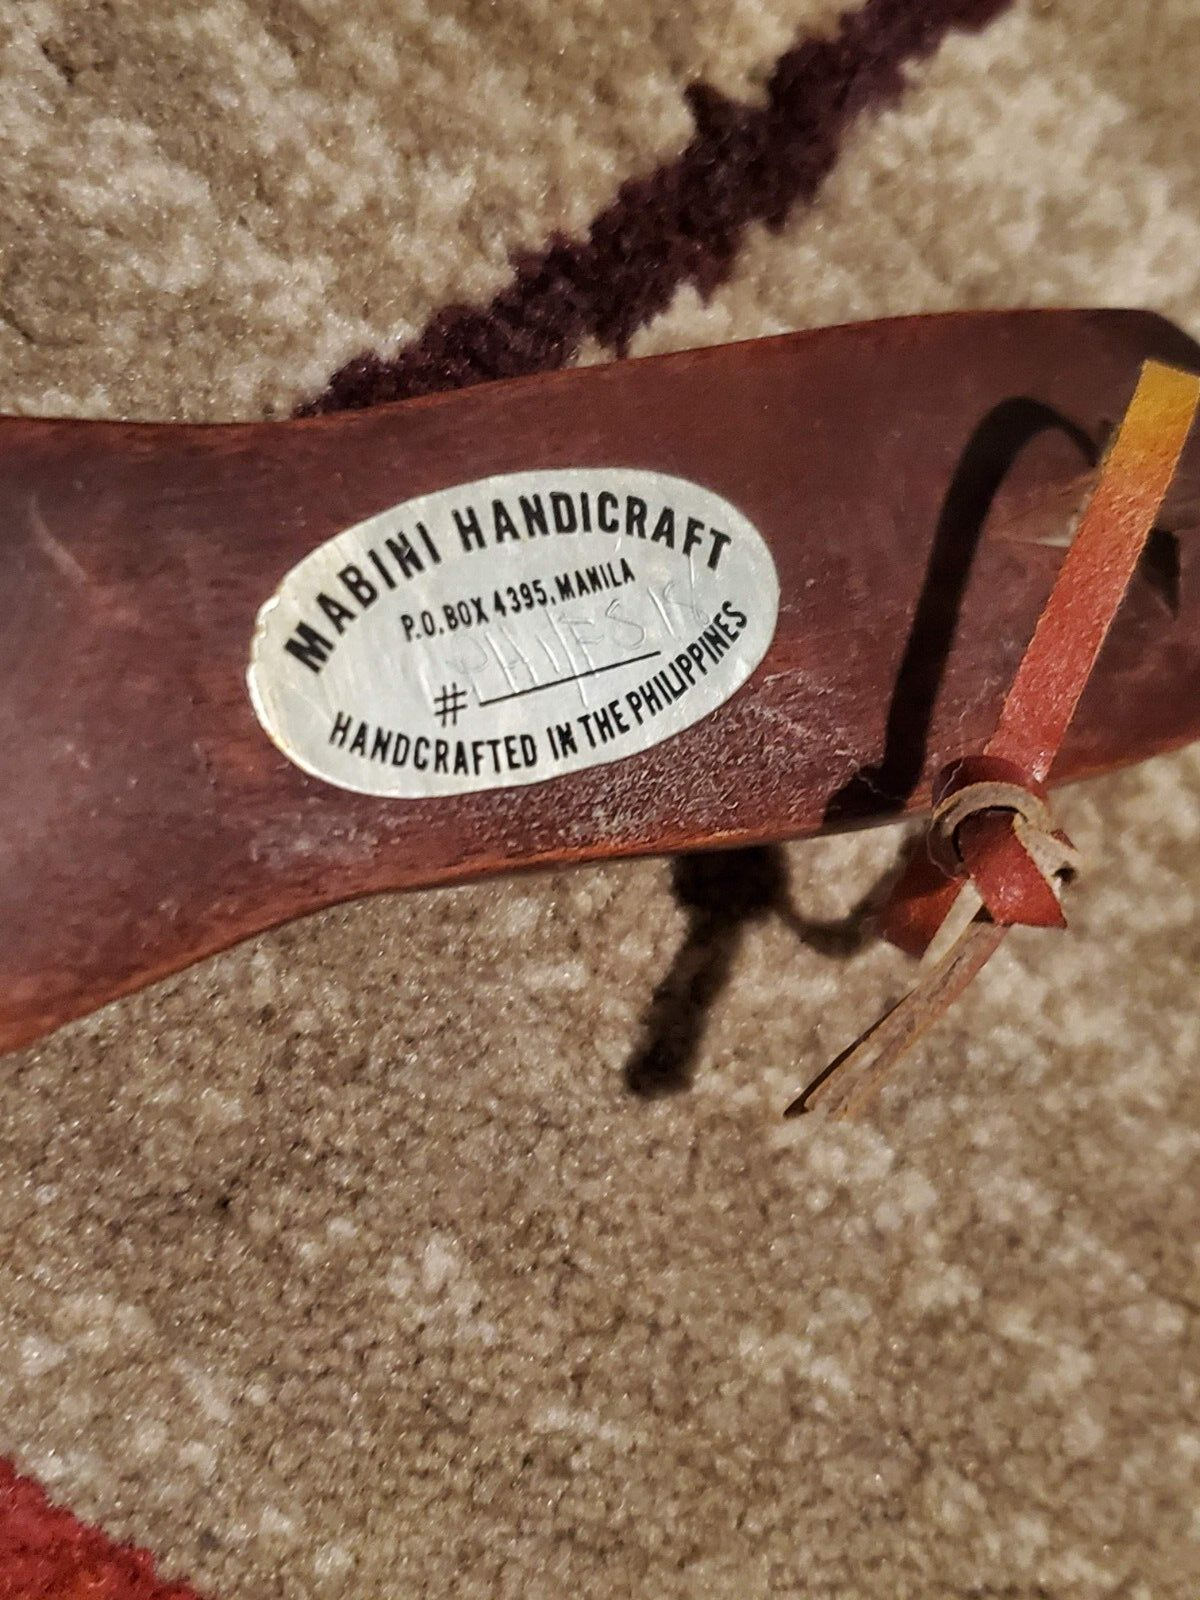 MABINI HANDICRAFT
P.O. BOX 4395, MANILA
#
HANDCRAFTED IN THE PHILIPPINES